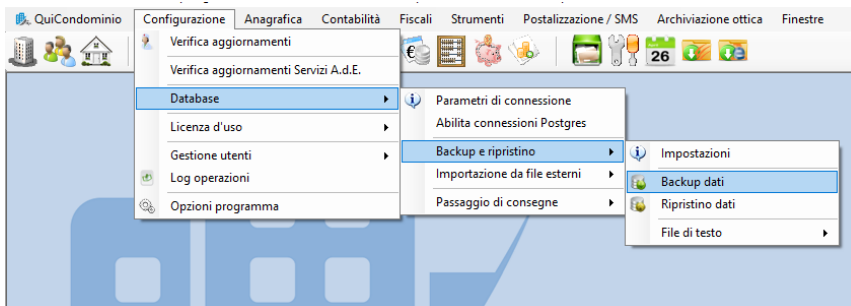 QuiCondominio Configurazione Anagrafica Contabilità Fiscali Strumenti Postalizzazione / SMS Archiviazione ottica Finestre
26
Verifica aggiornamenti
Verifica aggiornamenti Servizi A.d.E.
Database
Licenza d'uso
Gestione utenti
Log operazioni
Opzioni programma
Parametri di connessione
Abilita connessioni Postgres
Backup e ripristino
Importazione da file esterni
Passaggio di consegne
Impostazioni
Backup dati
Ripristino dati
File di testo